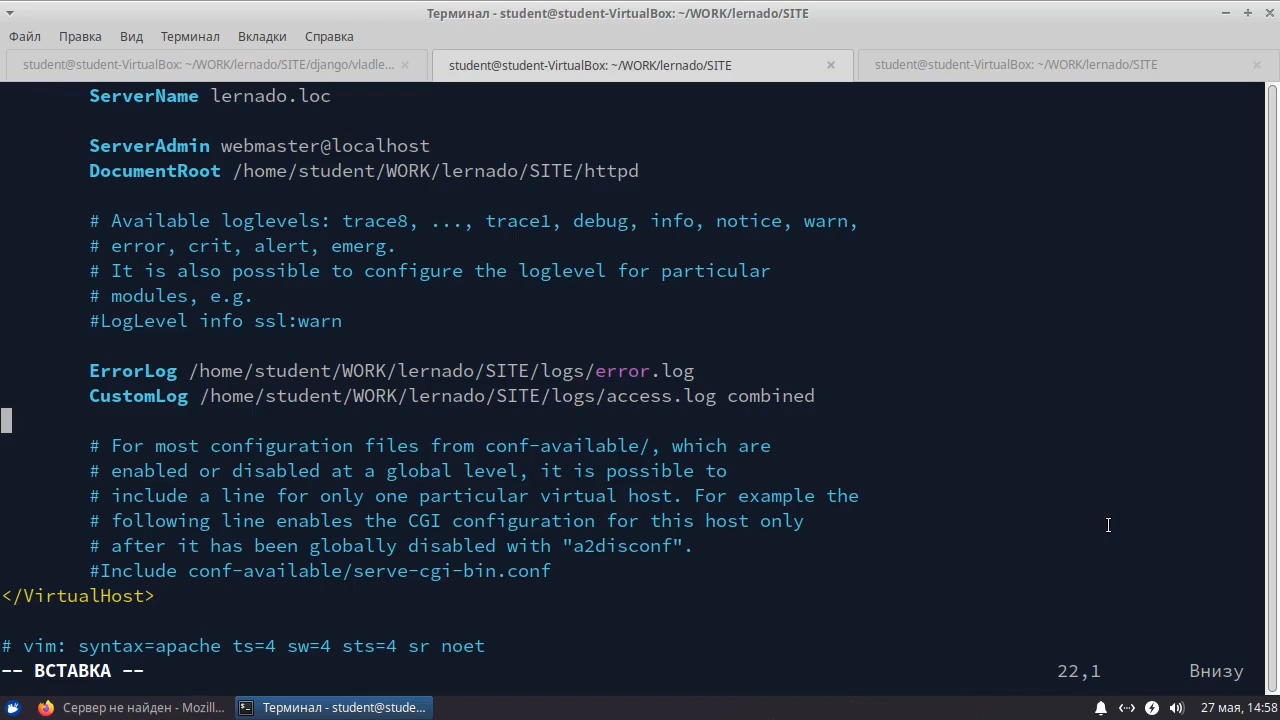 Терминал - student@student-VirtualBox: ~/WORK/lernado/SITE
Файл Правка Вид Терминал Вкладки Справка
student@student-VirtualBox: ~/WORK/lernado/SITE/django/vladle...
student@student-VirtualBox: ~/WORK/lernado/SITE
student@student-VirtualBox: ~/WORK/lernado/SITE
ServerName lernado.loc
ServerAdmin webmaster@localhost
DocumentRoot /home/student/WORK/lernado/SITE/httpd
# Available loglevels: trace8, ..., trace1, debug, info, notice, warn,
# error, crit, alert, emerg.
# It is also possible to configure the loglevel for particular
# modules, e.g.
#LogLevel info ssl:warn
ErrorLog /home/student/WORK/lernado/SITE/logs/error.log
CustomLog /home/student/WORK/lernado/SITE/logs/access.log combined
# For most configuration files from conf-available/, which are
# enabled or disabled at a global level, it is possible to
# include a line for only one particular virtual host. For example the
# following line enables the CGI configuration for this host only
# after it has been globally disabled with "a2disconf".
#Include conf-available/serve-cgi-bin.conf
</VirtualHost>
# vim: syntax=apache ts=4 sw=4 sts=4 sr noet
-- ВСТАВКА -- 22,1 Внизу
Сервер не найден - Mozill... Терминал - student@stude... 27 мая, 14:58